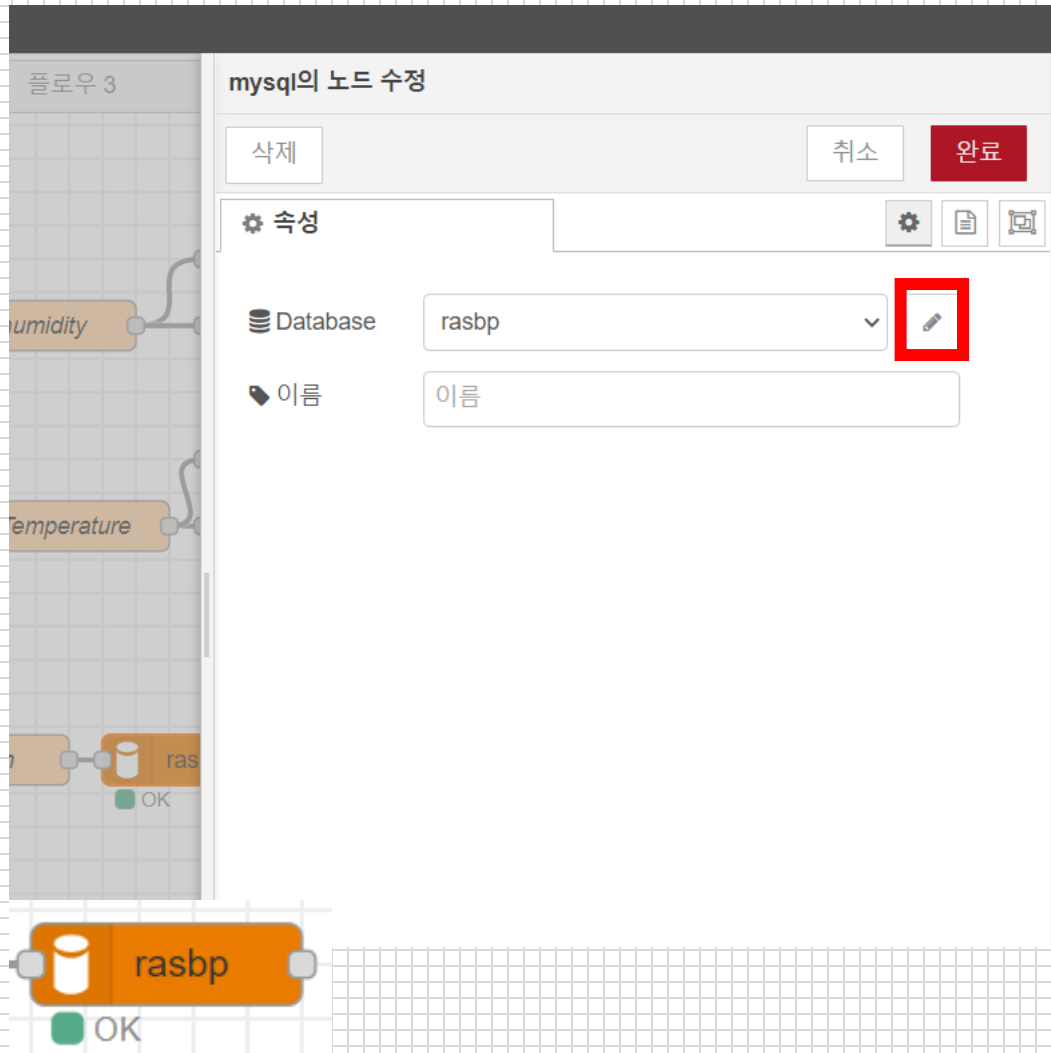 플로우 3
mysql의 노드 수정
삭제
취소
완료
속성
Database
rasbp
umidity
이름
이름
Temperature
ras
OK
rasbp
OK